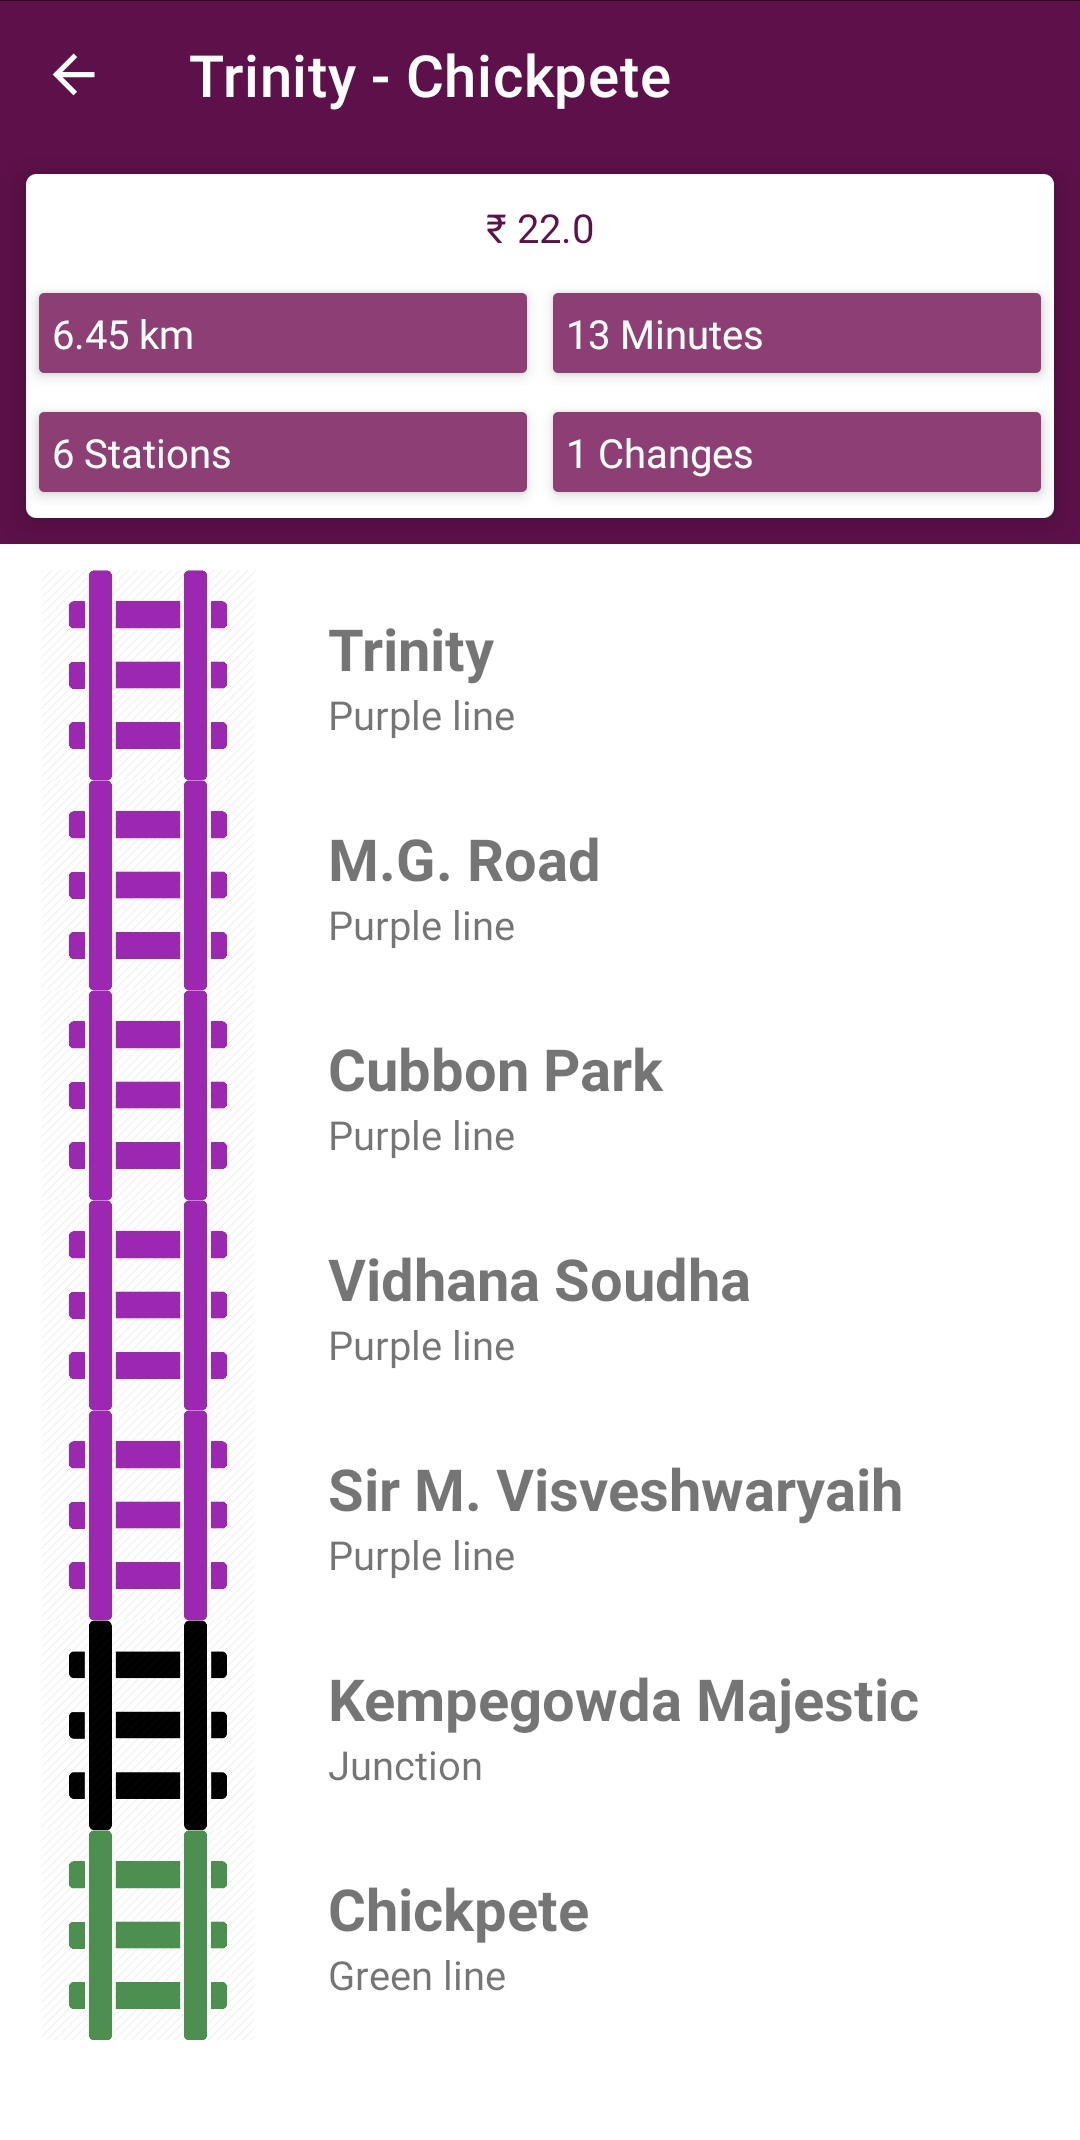 Trinity - Chickpete
₹ 22.0
6.45 km
13 Minutes
6 Stations
1 Changes
Trinity
Purple line
M.G. Road
Purple line
Cubbon Park
Purple line
Vidhana Soudha
Purple line
Sir M. Visveshwaryaih
Purple line
Kempegowda Majestic
Junction
Chickpete
Green line